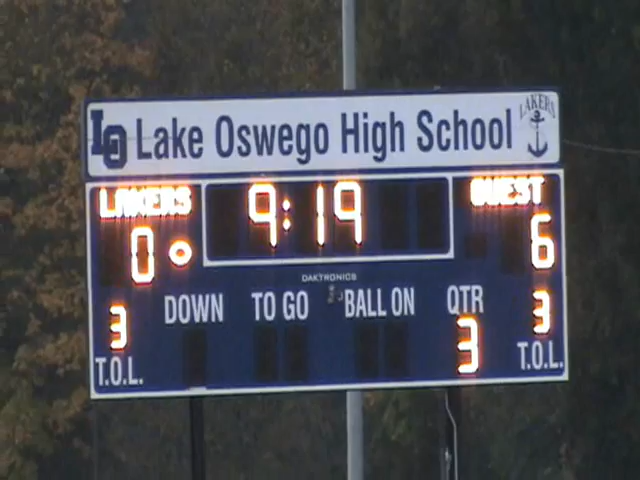 LO Lake Oswego High School LAKERS
LAKERS 9:19 GUEST
0 6
DAKTRONICS
3 DOWN TO GO BALL ON QTR 3
T.O.L. 3 T.O.L.